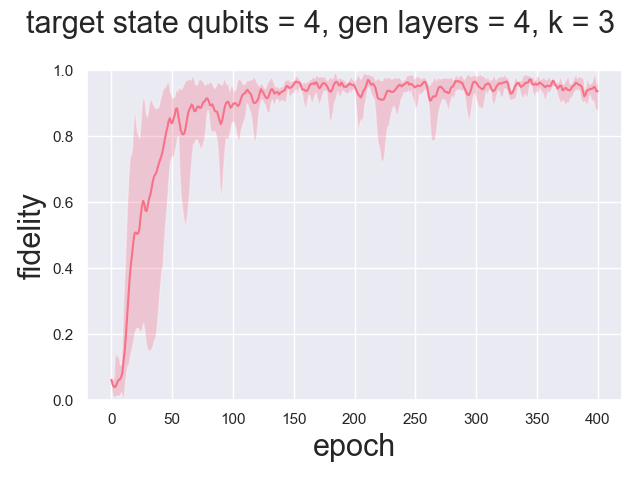 target state qubits = 4, gen layers = 4, k = 3
1.0
0.8
0.6
0.4
0.2
0.0
fidelity
0 50 100 150 200 250 300 350 400
epoch